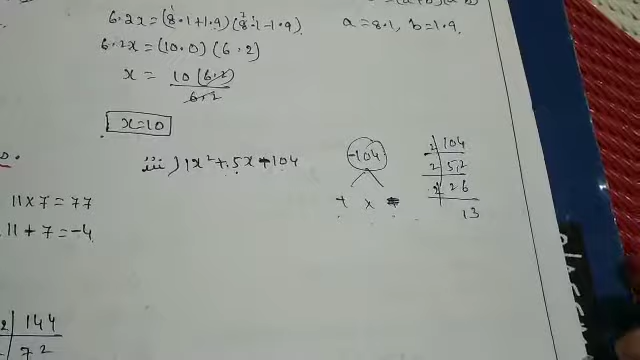 6.2x=(8.1+1.9)(8.1-1.9).
a=8.1, b=1.9.
6.2x=(10.0)(6.2)
x = 10(6.2)
6.2
x=10
iii) 1x²+5x-104
-104
+ x
2 104
2 52
2 26
13
11x7=77
11+7=-4
2 144
72